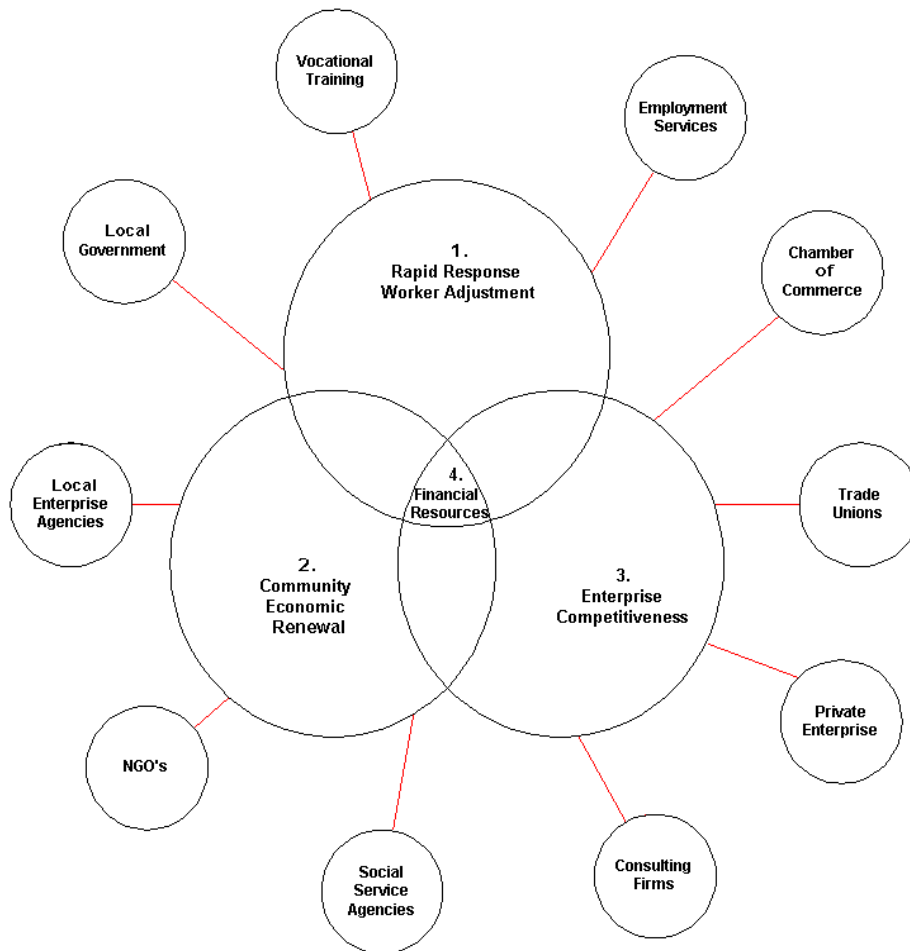 Vocational
Training
Employment
Services
Local
Government
Chamber
of
Commerce
1.
Rapid Response
Worker Adjustment
Local
Enterprise
Agencies
4.
Financial
Resources
Trade
Unions
2.
Community
Economic
Renewal
3.
Enterprise
Competitiveness
NGO's
Private
Enterprise
Social
Service
Agencies
Consulting
Firms